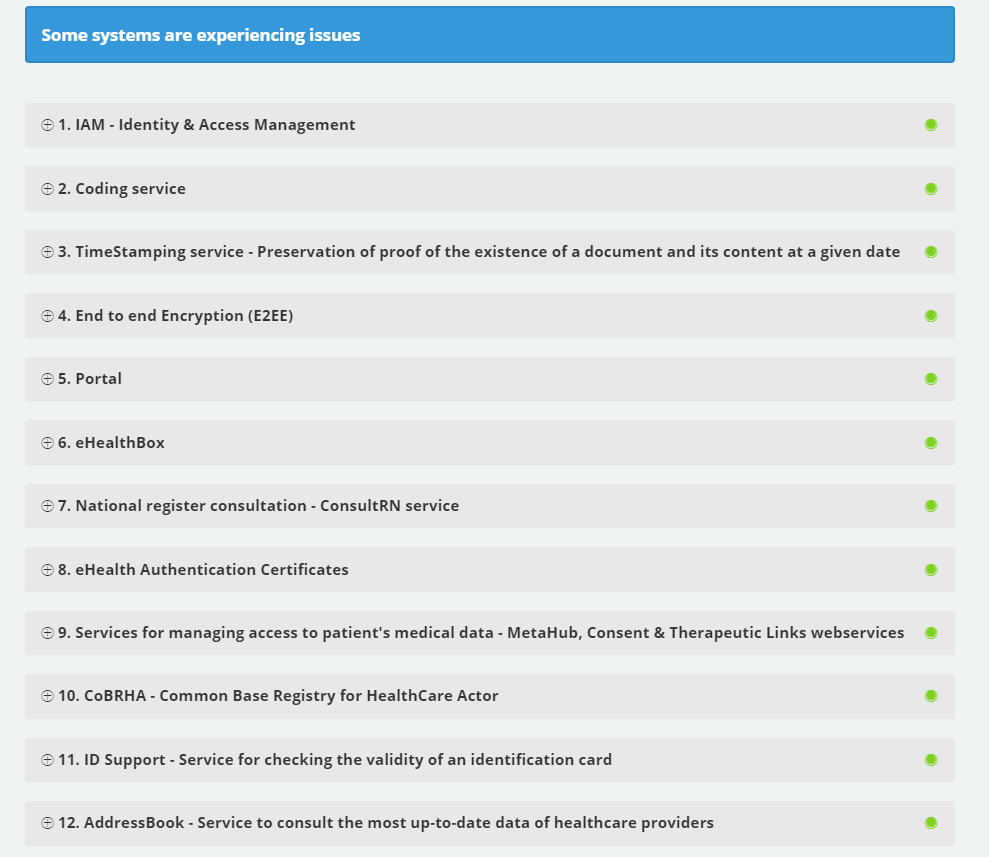 Some systems are experiencing issues
1. IAM - Identity & Access Management
2. Coding service
3. TimeStamping service - Preservation of proof of the existence of a document and its content at a given date
4. End to end Encryption (E2EE)
5. Portal
6. eHealthBox
7. National register consultation - ConsultRN service
8. eHealth Authentication Certificates
9. Services for managing access to patient's medical data - MetaHub, Consent & Therapeutic Links webservices
10. CoBRHA - Common Base Registry for HealthCare Actor
11. ID Support - Service for checking the validity of an identification card
12. AddressBook - Service to consult the most up-to-date data of healthcare providers